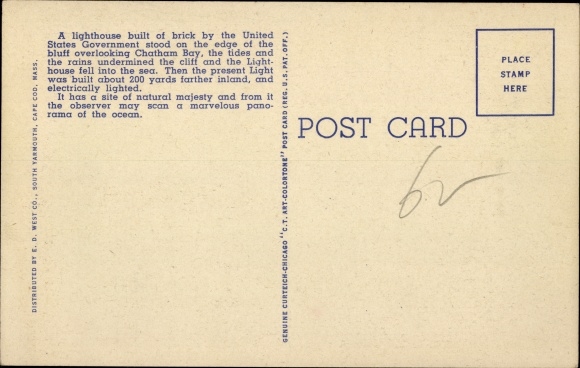 A lighthouse built of brick by the United
States Government stood on the edge of the
bluff overlooking Chatham Bay, the tides and
the rains undermined the cliff and the Light-
house fell into the sea. Then the present Light
was built about 200 yards farther inland, and
electrically lighted.
It has a site of natural majesty and from it
the observer may scan a marvelous pano-
rama of the ocean.
DISTRIBUTED BY E. D. WEST CO., SOUTH YARMOUTH, CAPE COD, MASS.
GENUINE CURTEICH-CHICAGO "C.T. ART-COLORTONE" POST CARD (REG. U.S. PAT. OFF.)
POST CARD
PLACE
STAMP
HERE